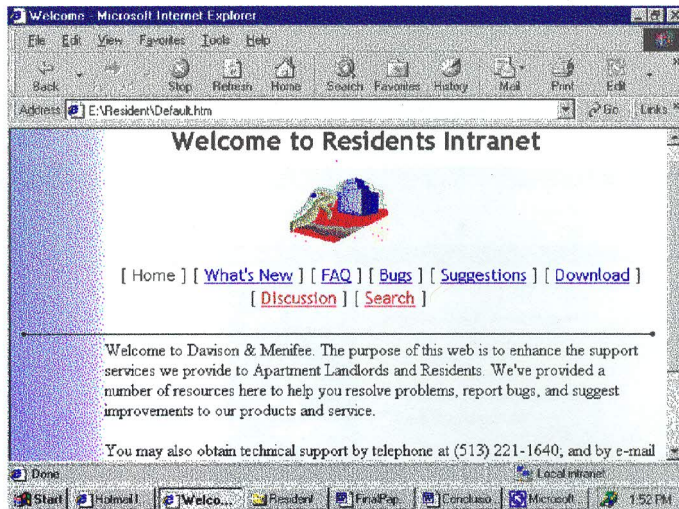 Welcome - Microsoft Internet Explorer
File Edit View Favorites Tools Help
Back Stop Refresh Home Search Favorites History Mail Print Edit
Address E:\Resident\Default.htm Go Links
Welcome to Residents Intranet
[ Home ] [ What's New ] [ FAQ ] [ Bugs ] [ Suggestions ] [ Download ]
[ Discussion ] [ Search ]
Welcome to Davison & Menifee. The purpose of this web is to enhance the support
services we provide to Apartment Landlords and Residents. We've provided a
number of resources here to help you resolve problems, report bugs, and suggest
improvements to our products and service.
You may also obtain technical support by telephone at (513) 221-1640; and by e-mail
Done Local intranet
Start Hotmail Welco... Resident FinalPap Microsoft 1:52 PM